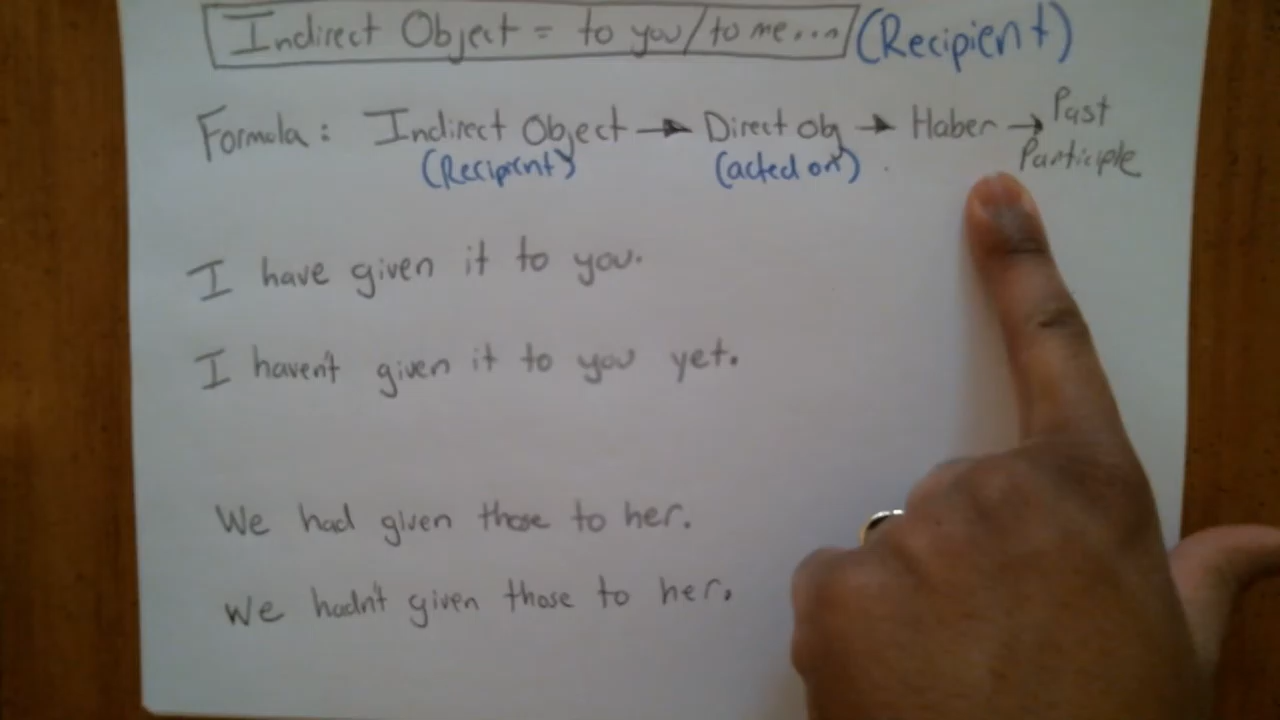 Indirect Object = to you/to me... (Recipient)
Formula: Indirect Object → Direct ob → Haber → Past Participle
(Recipient) (acted on)
I have given it to you.
I haven't given it to you yet.
We had given those to her.
We hadn't given those to her.